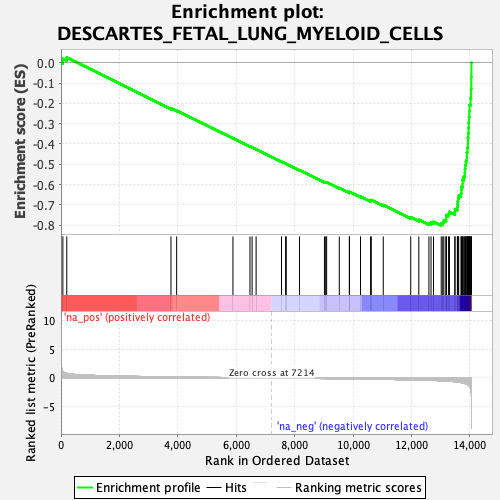 Enrichment plot:
DESCARTES_FETAL_LUNG_MYELOID_CELLS
Enrichment score (ES)
0.0
-0.1
-0.2
-0.3
-0.4
-0.5
-0.6
-0.7
-0.8
'na_pos' (positively correlated)
Ranked list metric (PreRanked)
10
5
0
-5
Zero cross at 7214
'na_neg' (negatively correlated)
0
2,000
4,000
6,000
8,000
10,000
12,000
14,000
Rank in Ordered Dataset
Enrichment profile
Hits
Ranking metric scores